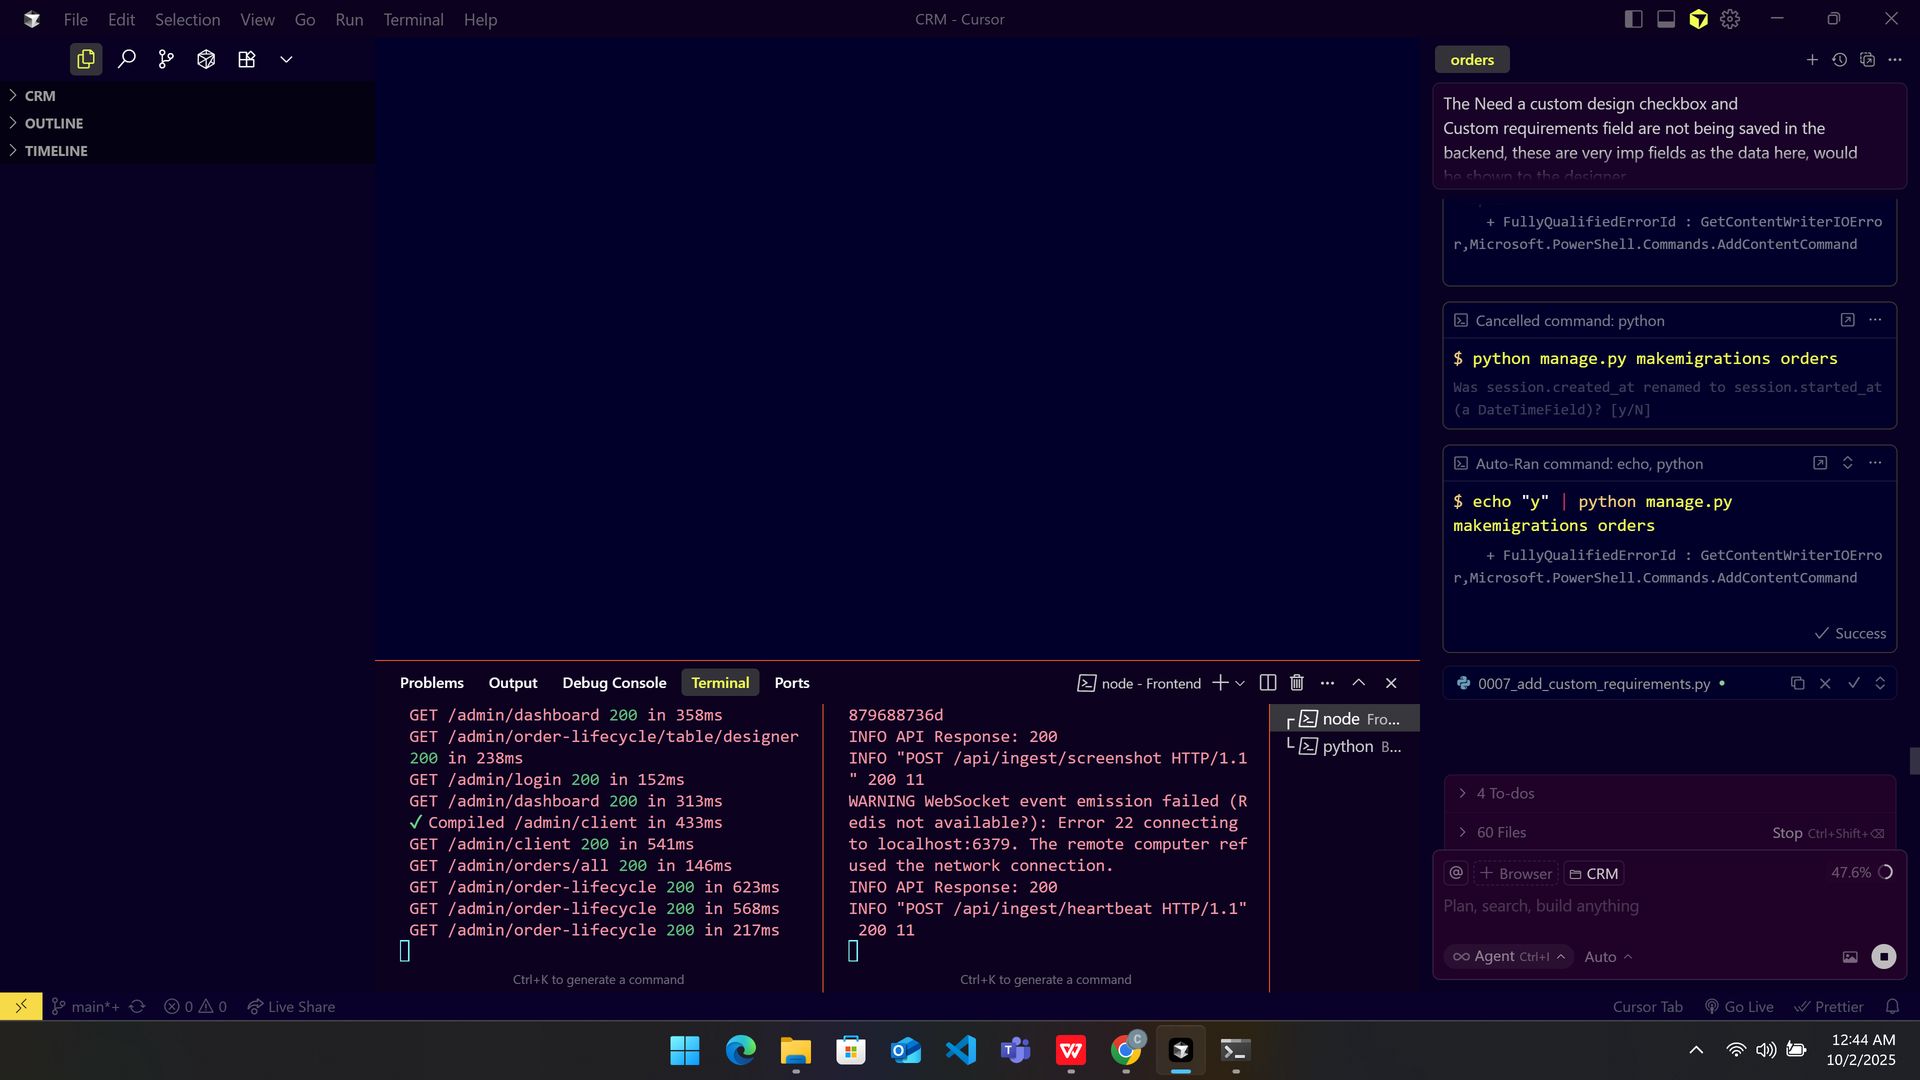 File Edit Selection View Go Run Terminal Help
CRM - Cursor
CRM
OUTLINE
TIMELINE
Problems Output Debug Console Terminal Ports
node - Frontend
GET /admin/dashboard 200 in 358ms
GET /admin/order-lifecycle/table/designer
200 in 238ms
GET /admin/login 200 in 152ms
GET /admin/dashboard 200 in 313ms
✓ Compiled /admin/client in 433ms
GET /admin/client 200 in 541ms
GET /admin/orders/all 200 in 146ms
GET /admin/order-lifecycle 200 in 623ms
GET /admin/order-lifecycle 200 in 568ms
GET /admin/order-lifecycle 200 in 217ms
Ctrl+K to generate a command
879688736d
INFO API Response: 200
INFO "POST /api/ingest/screenshot HTTP/1.1
" 200 11
WARNING WebSocket event emission failed (R
edis not available?): Error 22 connecting
to localhost:6379. The remote computer ref
used the network connection.
INFO API Response: 200
INFO "POST /api/ingest/heartbeat HTTP/1.1"
200 11
Ctrl+K to generate a command
node Fro...
python B...
orders
The Need a custom design checkbox and
Custom requirements field are not being saved in the
backend, these are very imp fields as the data here, would
be shown to the designer
+ FullyQualifiedErrorId : GetContentWriterIOErro
r,Microsoft.PowerShell.Commands.AddContentCommand
Cancelled command: python
$ python manage.py makemigrations orders
Was session.created_at renamed to session.started_at
(a DateTimeField)? [y/N]
Auto-Ran command: echo, python
$ echo "y" | python manage.py
makemigrations orders
+ FullyQualifiedErrorId : GetContentWriterIOErro
r,Microsoft.PowerShell.Commands.AddContentCommand
Success
0007_add_custom_requirements.py
4 To-dos
60 Files Stop Ctrl+Shift+⌫
@ + Browser CRM 47.6%
Plan, search, build anything
Agent Ctrl+I Auto
main*+ 0 0 Live Share
Cursor Tab Go Live Prettier
C
12:44 AM
10/2/2025